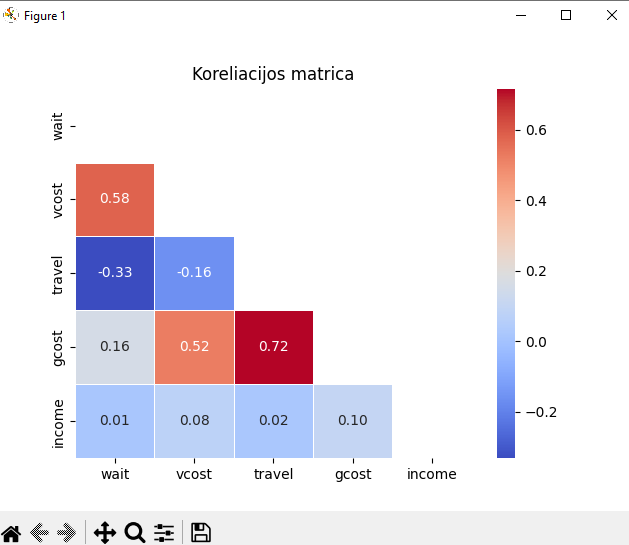 Figure 1
Koreliacijos matrica
wait
vcost 0.58
travel -0.33 -0.16
gcost 0.16 0.52 0.72
income 0.01 0.08 0.02 0.10
wait vcost travel gcost income
0.6
0.4
0.2
0.0
−0.2